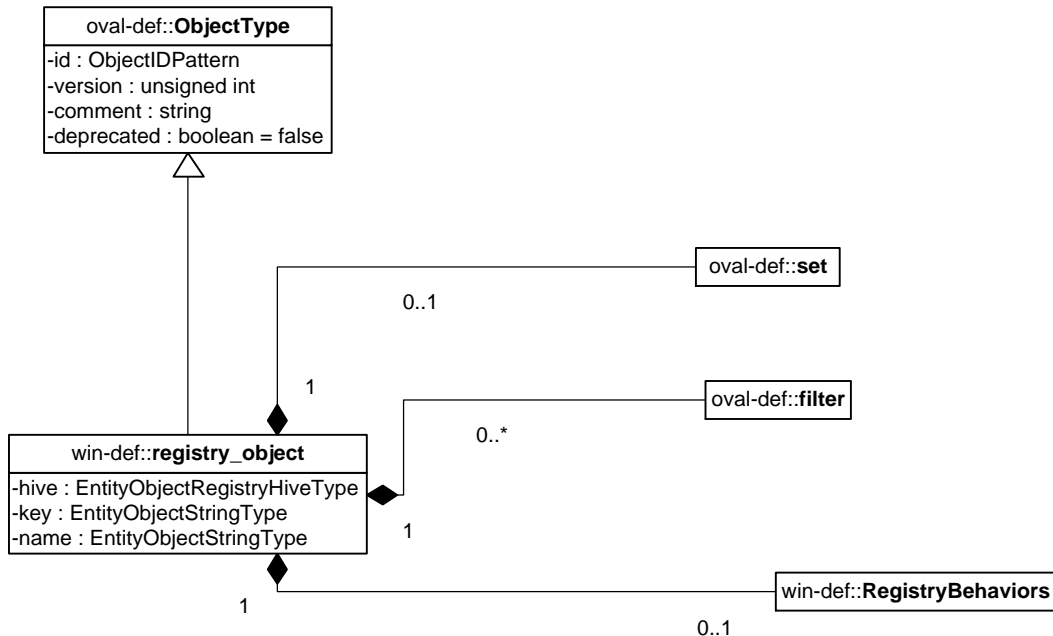 oval-def::ObjectType
-id : ObjectIDPattern
-version : unsigned int
-comment : string
-deprecated : boolean = false
oval-def::set
0..1
1
oval-def::filter
0..*
win-def::registry_object
-hive : EntityObjectRegistryHiveType
-key : EntityObjectStringType
-name : EntityObjectStringType
1
win-def::RegistryBehaviors
1
0..1